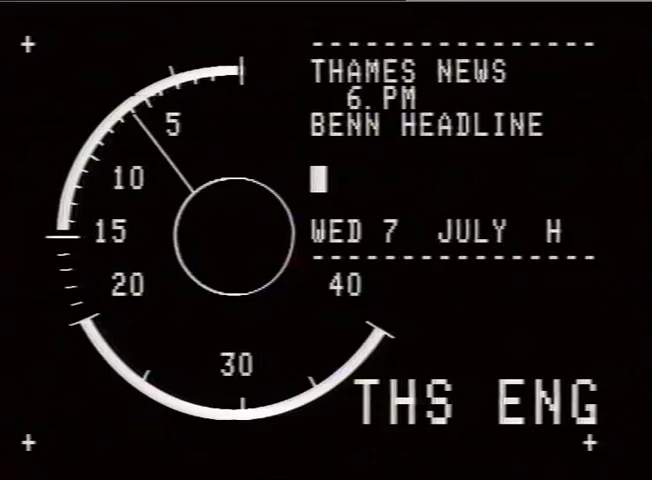 THAMES NEWS
6.PM
BENN HEADLINE
WED 7 JULY H
5
10
15
20
30
40
THS ENG